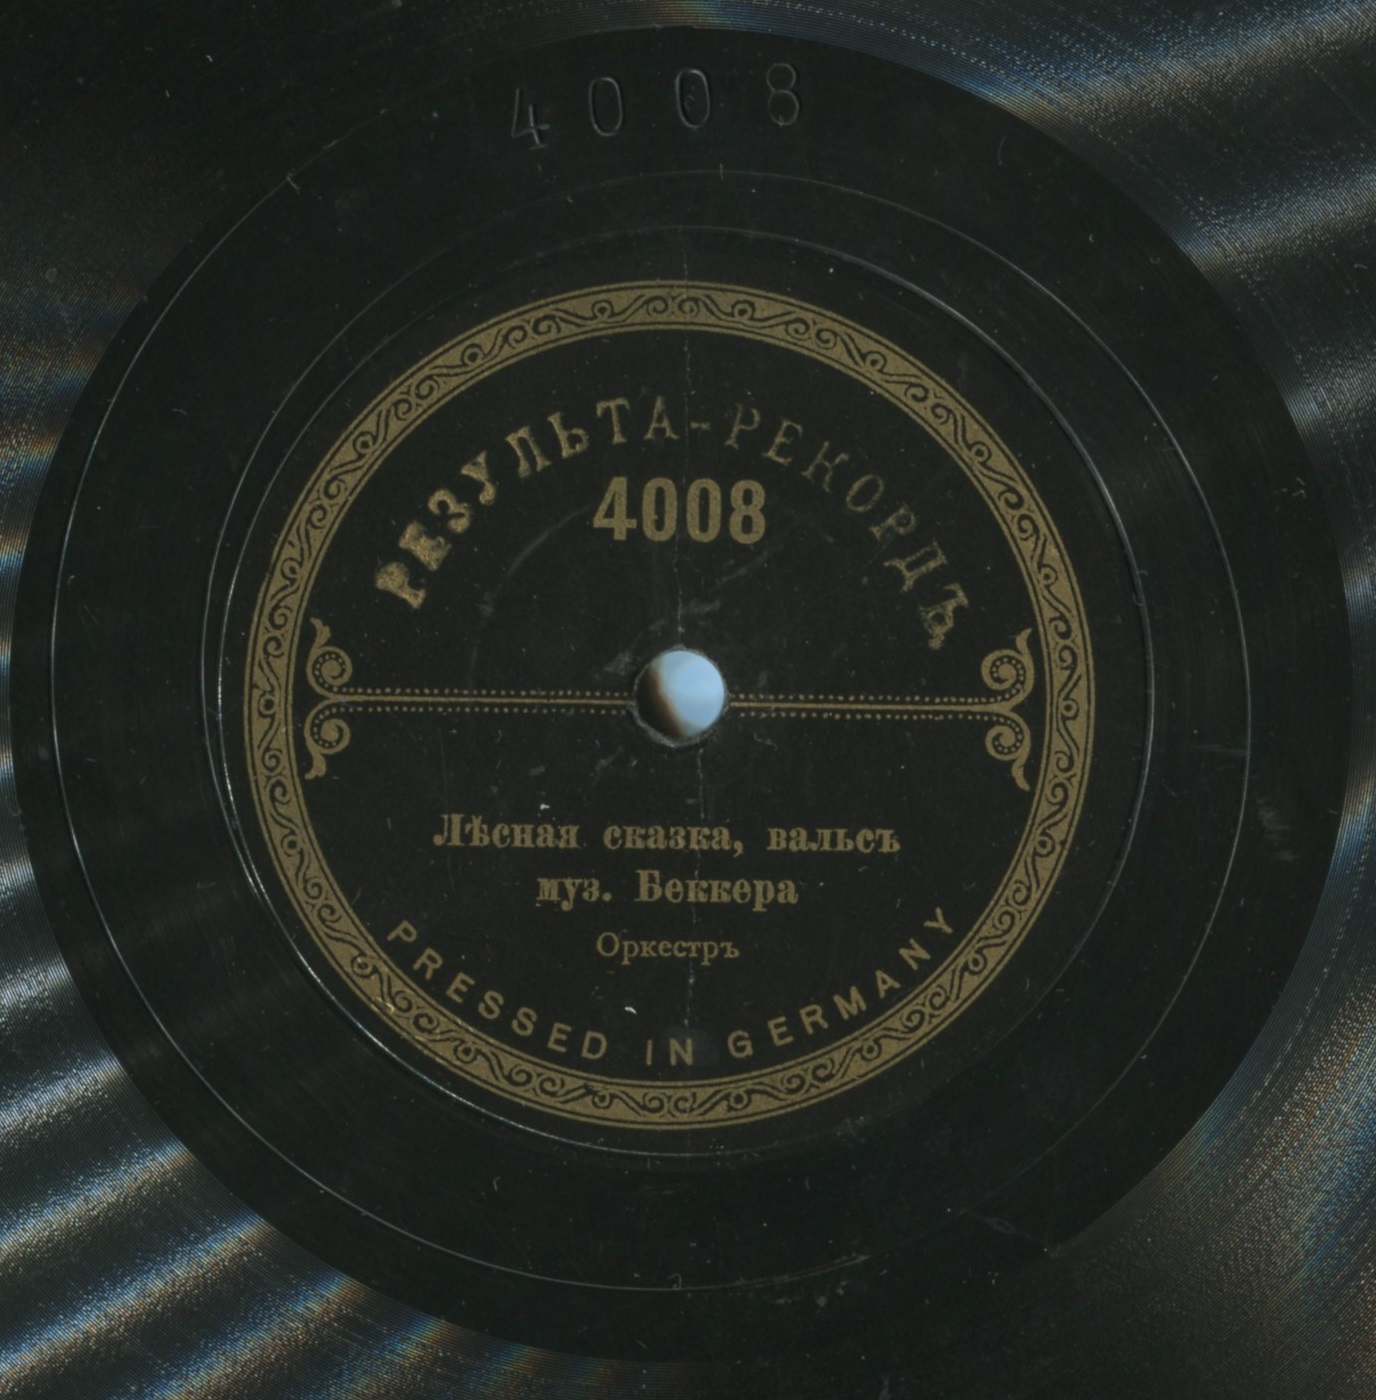 4008
РЕЗУЛЬТА-РЕКОРДЪ
4008
Лѣсная сказка, вальсъ
муз. Беккера
Оркестръ
PRESSED IN GERMANY